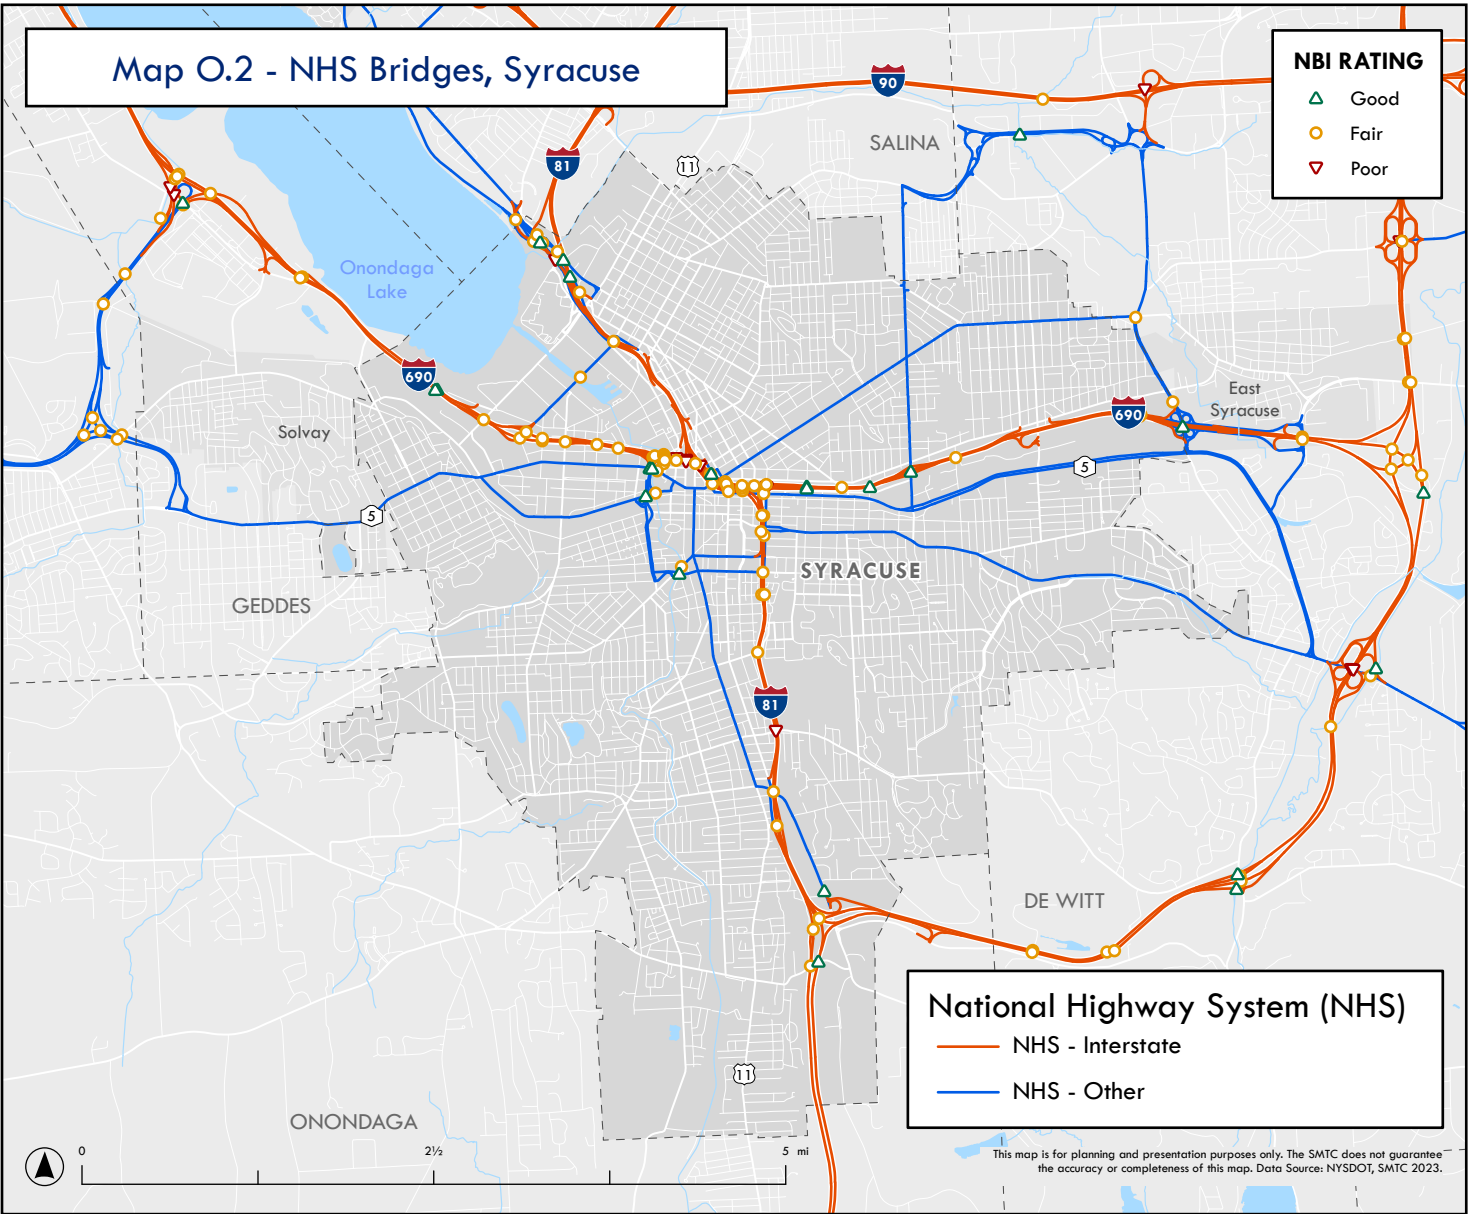 Map O.2 - NHS Bridges, Syracuse
NBI RATING
Good
Fair
Poor
90
81
11
SALINA
Onondaga
Lake
690
Solvay
690
East
Syracuse
5
5
SYRACUSE
GEDDES
81
DE WITT
11
ONONDAGA
National Highway System (NHS)
NHS - Interstate
NHS - Other
0
2½
5 mi
This map is for planning and presentation purposes only. The SMTC does not guarantee
the accuracy or completeness of this map. Data Source: NYSDOT, SMTC 2023.